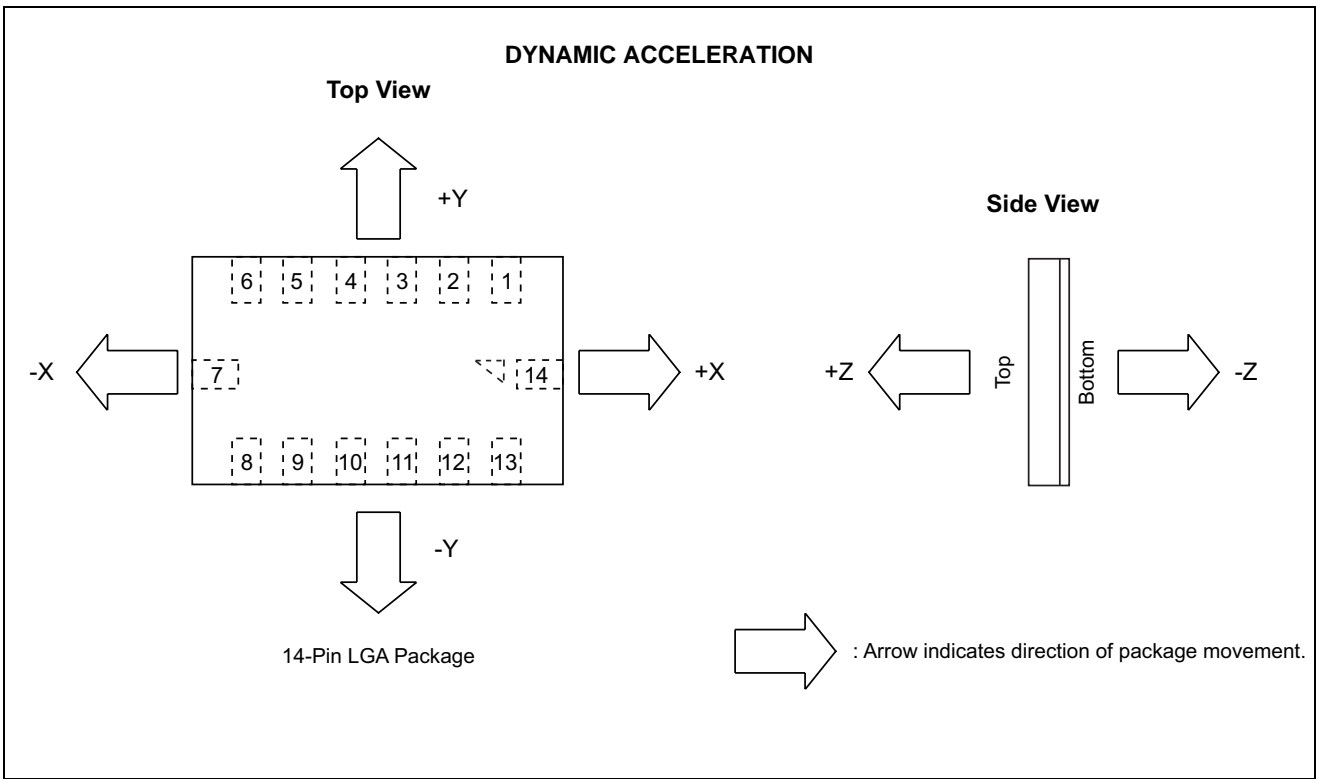 DYNAMIC ACCELERATION
Top View
+Y
Side View
6 5 4 3 2 1
-X
7
14
+X
+Z
Top
Bottom
-Z
8 9 10 11 12 13
-Y
14-Pin LGA Package
: Arrow indicates direction of package movement.